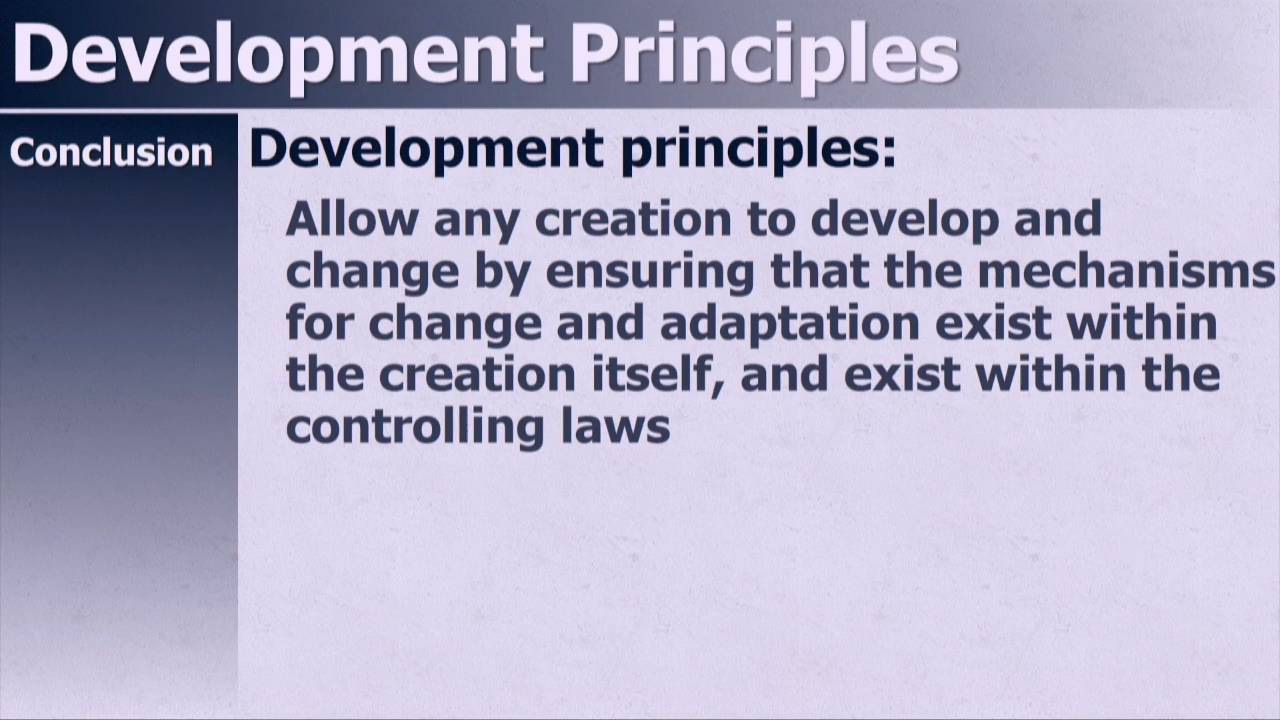 Development Principles
Conclusion
Development principles:
Allow any creation to develop and
change by ensuring that the mechanisms
for change and adaptation exist within
the creation itself, and exist within the
controlling laws